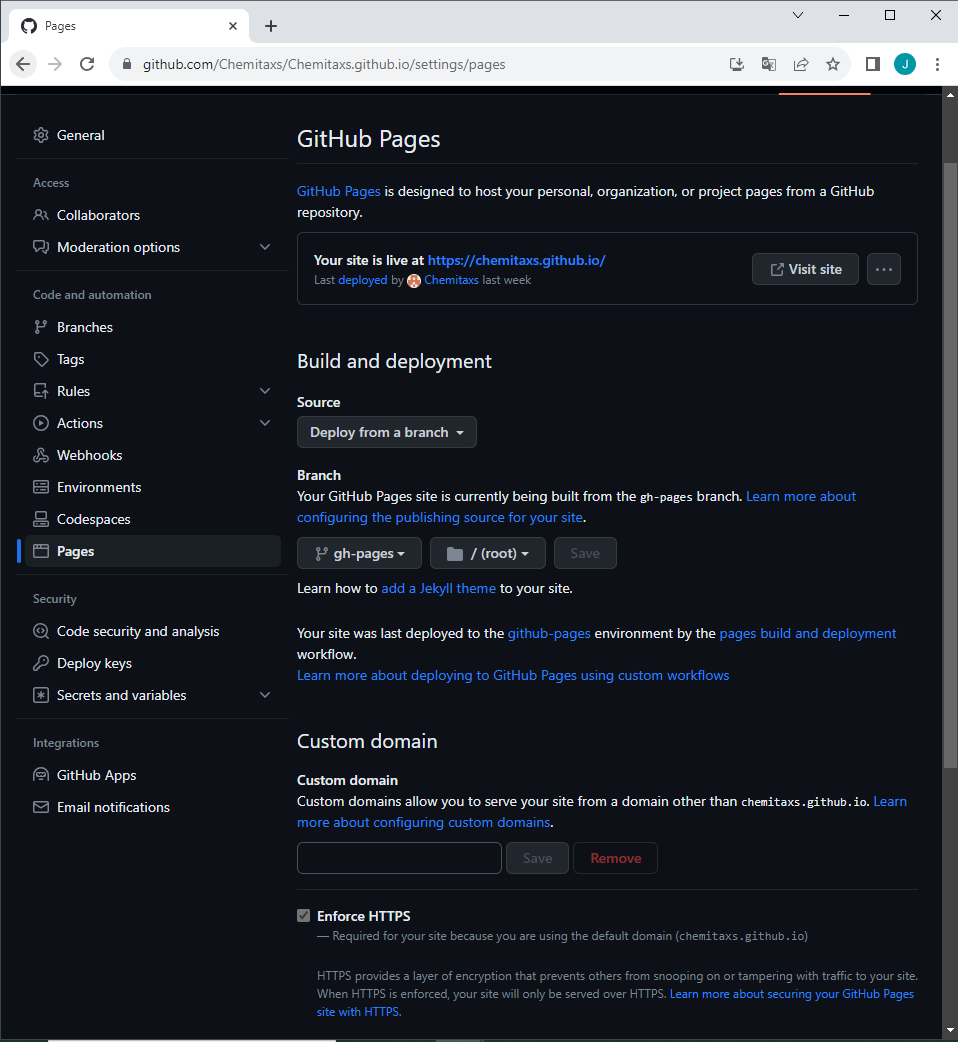 Pages
github.com/Chemitaxs/Chemitaxs.github.io/settings/pages
J
General
Access
Collaborators
Moderation options
Code and automation
Branches
Tags
Rules
Actions
Webhooks
Environments
Codespaces
Pages
Security
Code security and analysis
Deploy keys
Secrets and variables
Integrations
GitHub Apps
Email notifications
GitHub Pages
GitHub Pages is designed to host your personal, organization, or project pages from a GitHub
repository.
Your site is live at https://chemitaxs.github.io/
Last deployed by Chemitaxs last week
Visit site
Build and deployment
Source
Deploy from a branch
Branch
Your GitHub Pages site is currently being built from the gh-pages branch. Learn more about
configuring the publishing source for your site.
gh-pages
/ (root)
Save
Learn how to add a Jekyll theme to your site.
Your site was last deployed to the github-pages environment by the pages build and deployment
workflow.
Learn more about deploying to GitHub Pages using custom workflows
Custom domain
Custom domain
Custom domains allow you to serve your site from a domain other than chemitaxs.github.io. Learn
more about configuring custom domains.
Save
Remove
Enforce HTTPS
— Required for your site because you are using the default domain (chemitaxs.github.io)
HTTPS provides a layer of encryption that prevents others from snooping on or tampering with traffic to your site.
When HTTPS is enforced, your site will only be served over HTTPS. Learn more about securing your GitHub Pages
site with HTTPS.